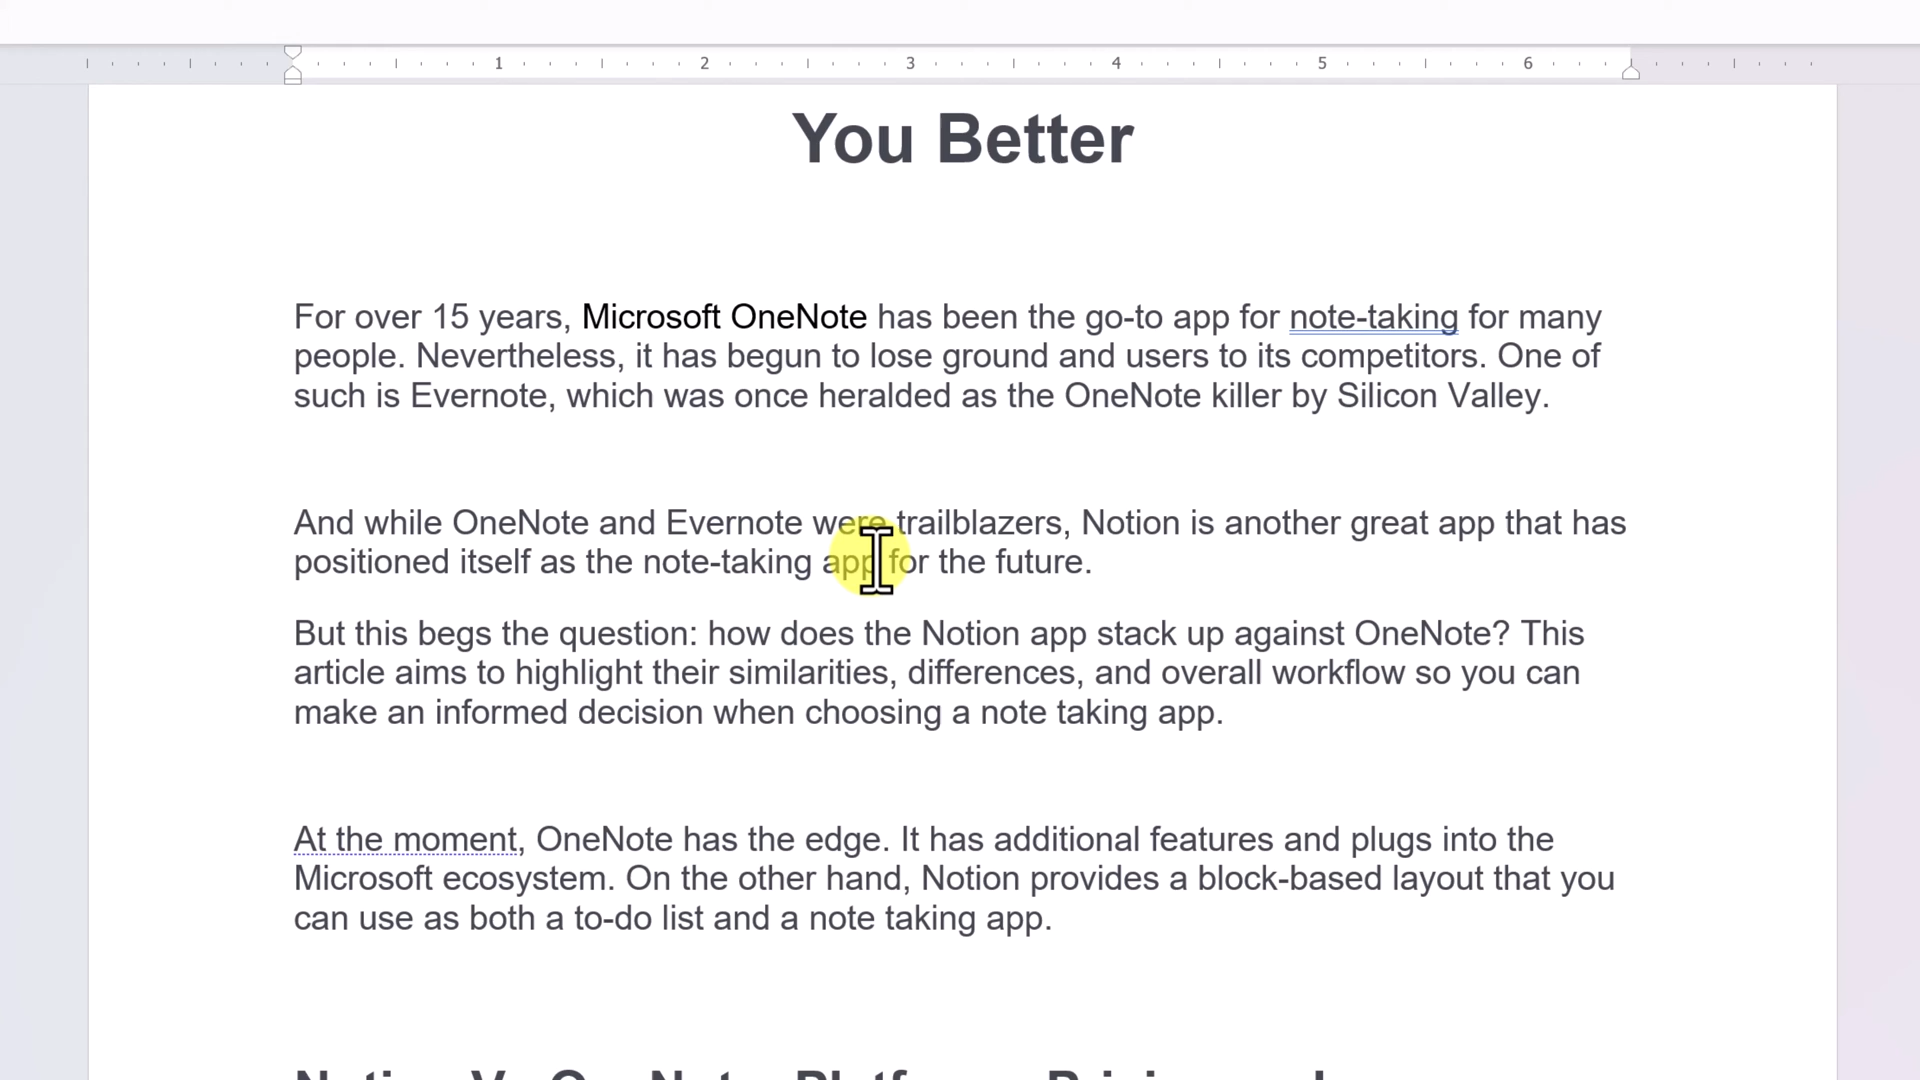 1 2 3 4 5 6
You Better
For over 15 years, Microsoft OneNote has been the go-to app for note-taking for many
people. Nevertheless, it has begun to lose ground and users to its competitors. One of
such is Evernote, which was once heralded as the OneNote killer by Silicon Valley.
And while OneNote and Evernote were trailblazers, Notion is another great app that has
positioned itself as the note-taking app for the future.
But this begs the question: how does the Notion app stack up against OneNote? This
article aims to highlight their similarities, differences, and overall workflow so you can
make an informed decision when choosing a note taking app.
At the moment, OneNote has the edge. It has additional features and plugs into the
Microsoft ecosystem. On the other hand, Notion provides a block-based layout that you
can use as both a to-do list and a note taking app.